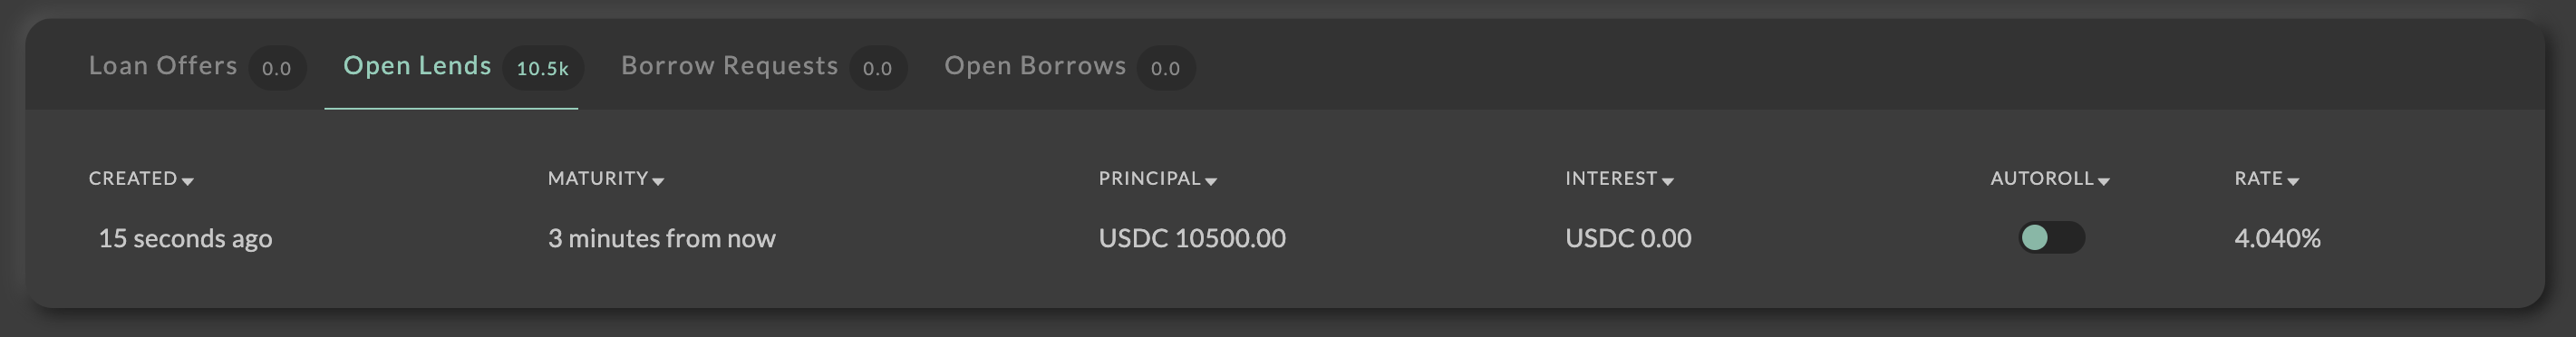 Loan Offers 0.0 Open Lends 10.5k Borrow Requests 0.0 Open Borrows 0.0
CREATED MATURITY PRINCIPAL INTEREST AUTOROLL RATE
15 seconds ago 3 minutes from now USDC 10500.00 USDC 0.00 4.040%